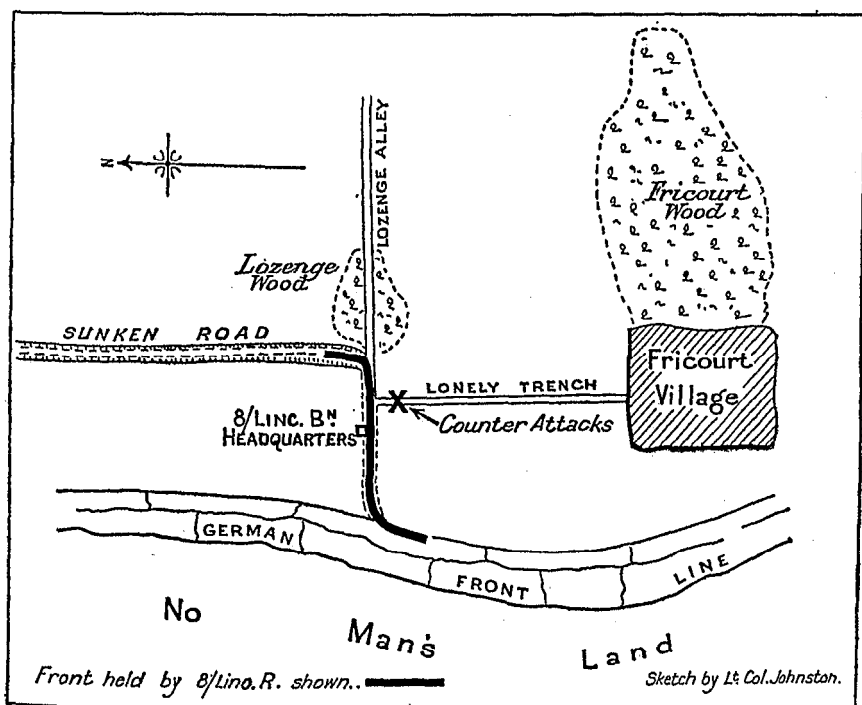 LOZENGE ALLEY
N
Fricourt
Wood
Lozenge
Wood
SUNKEN ROAD
Fricourt
Village
LONELY TRENCH
X
Counter Attacks
8/LINC. BN
HEADQUARTERS
GERMAN FRONT LINE
No Man's Land
Front held by 8/Linc. R. shown..
Sketch by Lt. Col. Johnston.